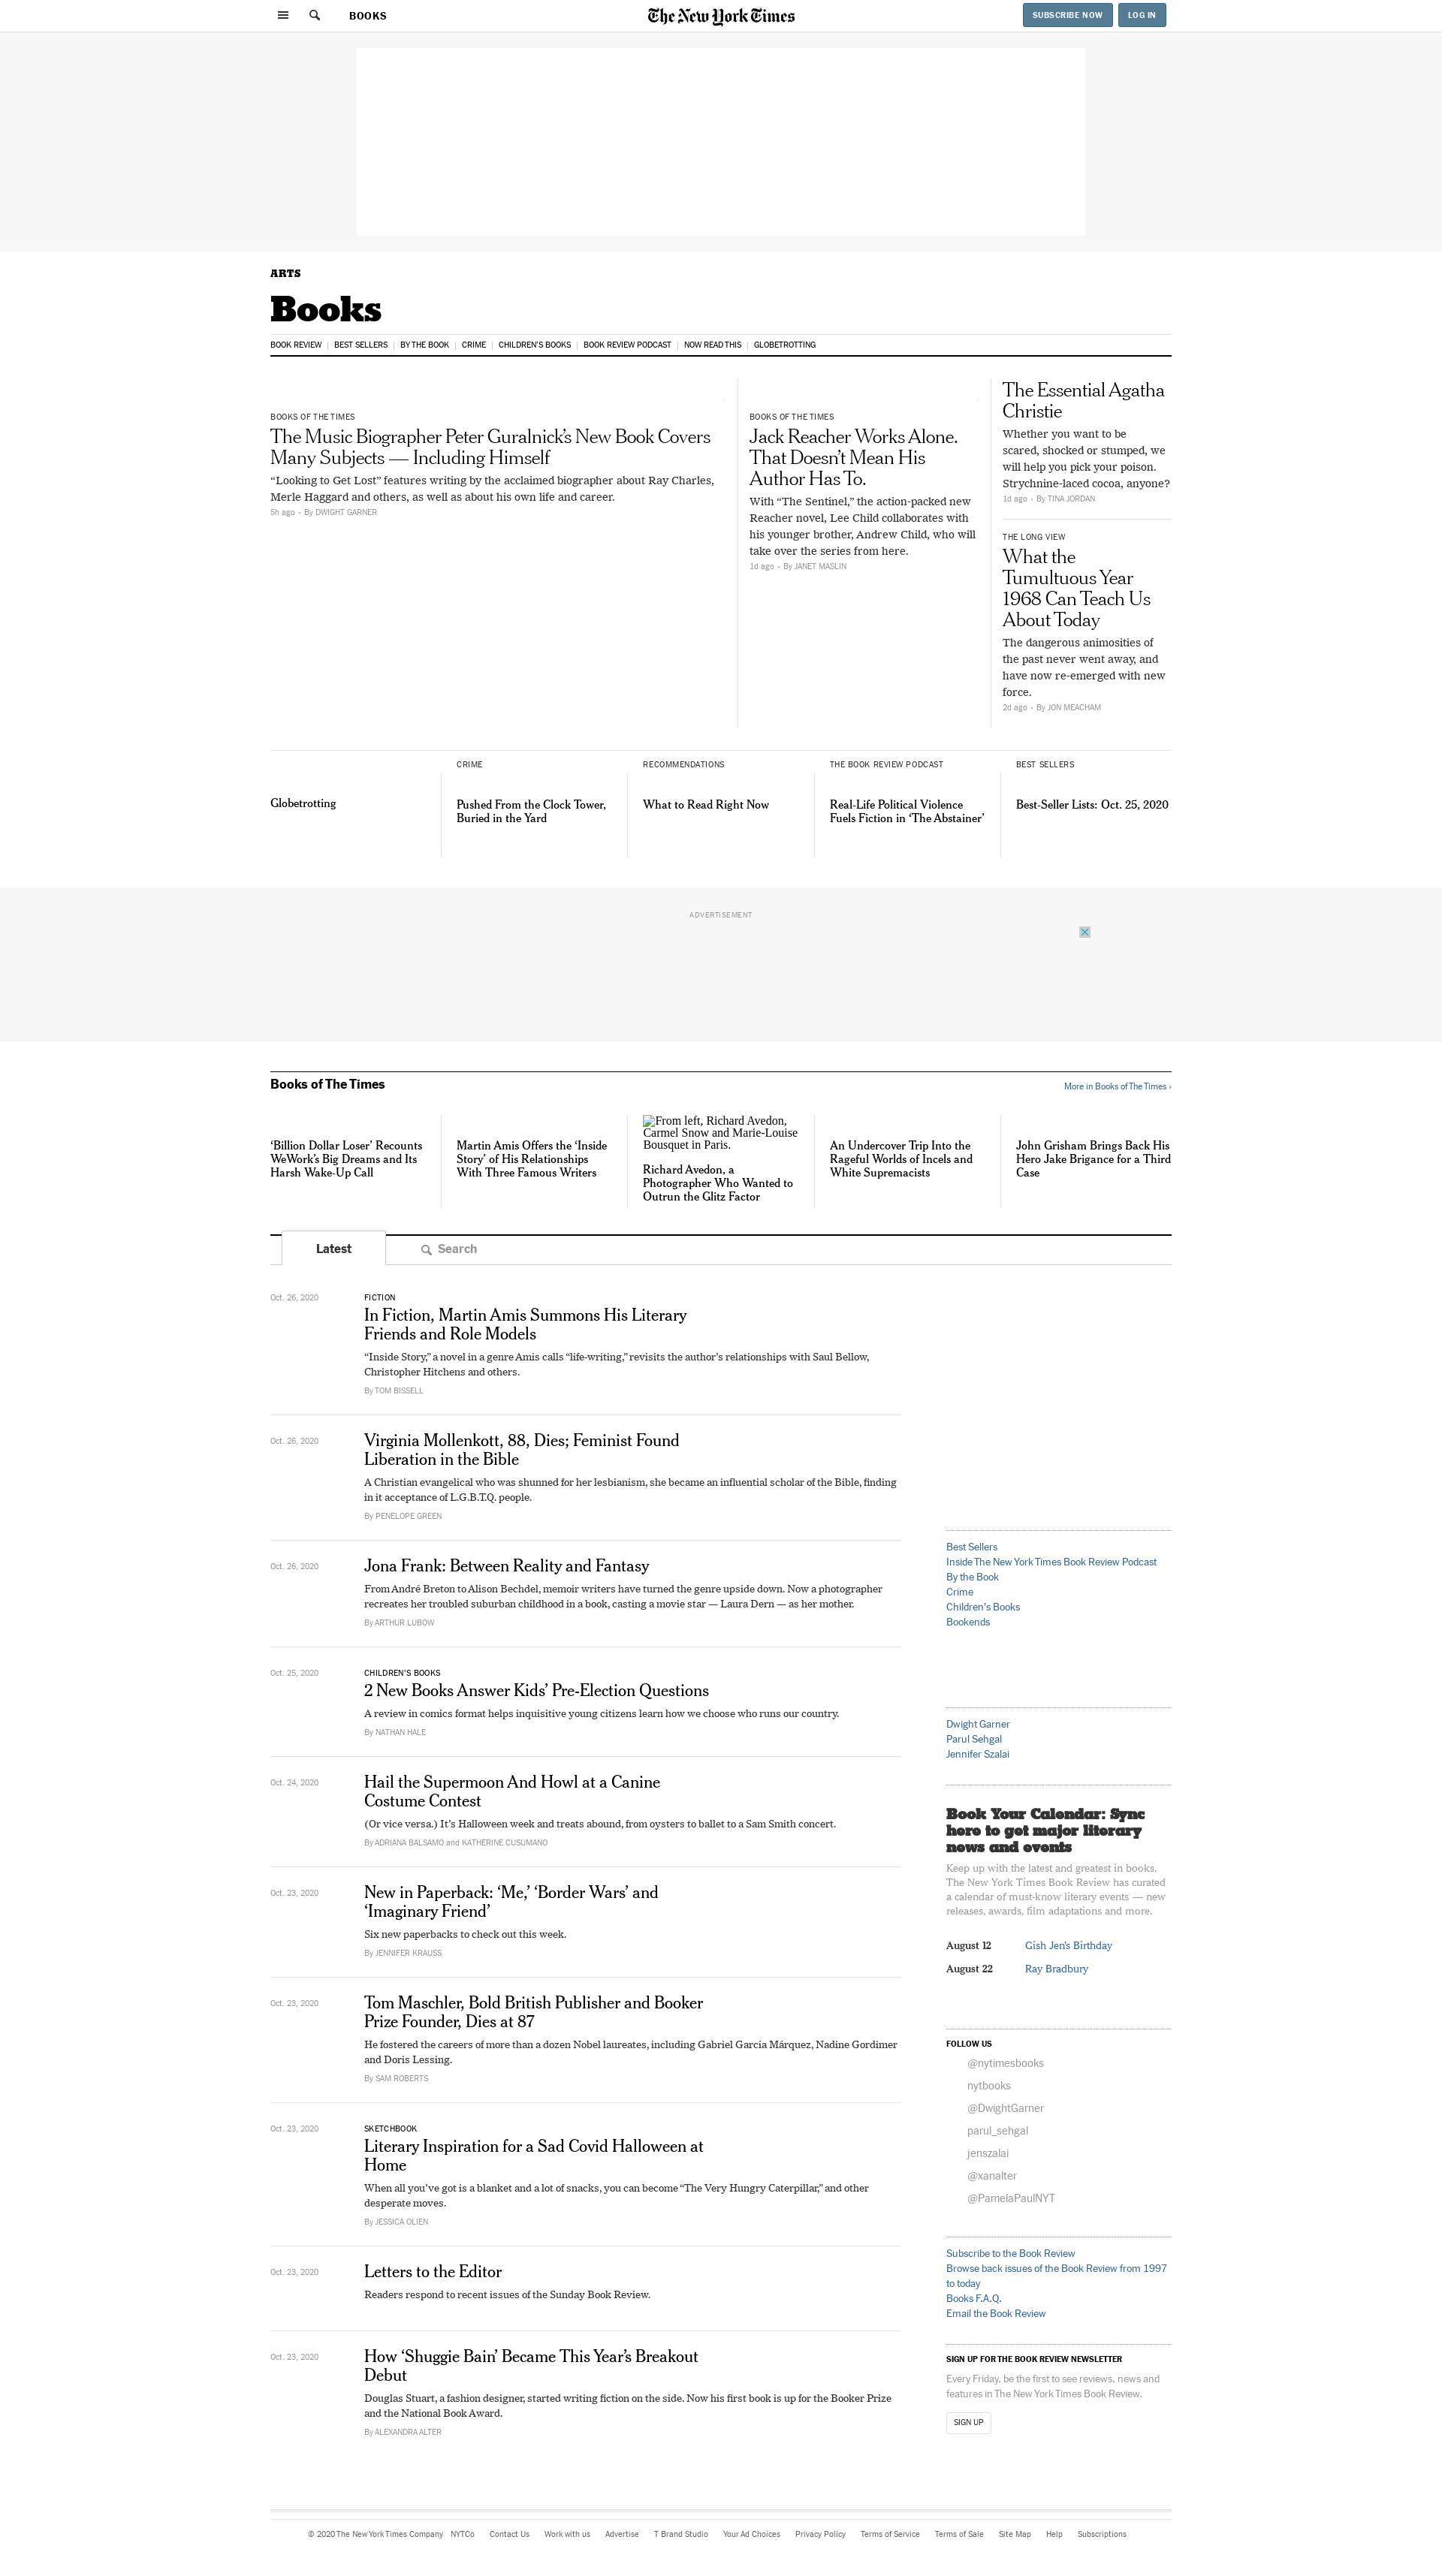 BOOKS
The New York Times
SUBSCRIBE NOW
LOG IN
ARTS
Books
BOOK REVIEW
BEST SELLERS
BY THE BOOK
CRIME
CHILDREN'S BOOKS
BOOK REVIEW PODCAST
NOW READ THIS
GLOBETROTTING
BOOKS OF THE TIMES
The Music Biographer Peter Guralnick’s New Book Covers
Many Subjects — Including Himself
“Looking to Get Lost” features writing by the acclaimed biographer about Ray Charles,
Merle Haggard and others, as well as about his own life and career.
5h ago • By DWIGHT GARNER
BOOKS OF THE TIMES
Jack Reacher Works Alone.
That Doesn’t Mean His
Author Has To.
With “The Sentinel,” the action-packed new
Reacher novel, Lee Child collaborates with
his younger brother, Andrew Child, who will
take over the series from here.
1d ago • By JANET MASLIN
The Essential Agatha
Christie
Whether you want to be
scared, shocked or stumped, we
will help you pick your poison.
Strychnine-laced cocoa, anyone?
1d ago • By TINA JORDAN
THE LONG VIEW
What the
Tumultuous Year
1968 Can Teach Us
About Today
The dangerous animosities of
the past never went away, and
have now re-emerged with new
force.
2d ago • By JON MEACHAM
Globetrotting
CRIME
Pushed From the Clock Tower,
Buried in the Yard
RECOMMENDATIONS
What to Read Right Now
THE BOOK REVIEW PODCAST
Real-Life Political Violence
Fuels Fiction in ‘The Abstainer’
BEST SELLERS
Best-Seller Lists: Oct. 25, 2020
ADVERTISEMENT
Books of The Times
More in Books of The Times ›
‘Billion Dollar Loser’ Recounts
WeWork’s Big Dreams and Its
Harsh Wake-Up Call
Martin Amis Offers the ‘Inside
Story’ of His Relationships
With Three Famous Writers
From left, Richard Avedon,
Carmel Snow and Marie-Louise
Bousquet in Paris.
Richard Avedon, a
Photographer Who Wanted to
Outrun the Glitz Factor
An Undercover Trip Into the
Rageful Worlds of Incels and
White Supremacists
John Grisham Brings Back His
Hero Jake Brigance for a Third
Case
Latest
Search
Oct. 26, 2020
FICTION
In Fiction, Martin Amis Summons His Literary
Friends and Role Models
“Inside Story,” a novel in a genre Amis calls “life-writing,” revisits the author’s relationships with Saul Bellow,
Christopher Hitchens and others.
By TOM BISSELL
Oct. 26, 2020
Virginia Mollenkott, 88, Dies; Feminist Found
Liberation in the Bible
A Christian evangelical who was shunned for her lesbianism, she became an influential scholar of the Bible, finding
in it acceptance of L.G.B.T.Q. people.
By PENELOPE GREEN
Oct. 26, 2020
Jona Frank: Between Reality and Fantasy
From André Breton to Alison Bechdel, memoir writers have turned the genre upside down. Now a photographer
recreates her troubled suburban childhood in a book, casting a movie star — Laura Dern — as her mother.
By ARTHUR LUBOW
Oct. 25, 2020
CHILDREN’S BOOKS
2 New Books Answer Kids’ Pre-Election Questions
A review in comics format helps inquisitive young citizens learn how we choose who runs our country.
By NATHAN HALE
Oct. 24, 2020
Hail the Supermoon And Howl at a Canine
Costume Contest
(Or vice versa.) It’s Halloween week and treats abound, from oysters to ballet to a Sam Smith concert.
By ADRIANA BALSAMO and KATHERINE CUSUMANO
Oct. 23, 2020
New in Paperback: ‘Me,’ ‘Border Wars’ and
‘Imaginary Friend’
Six new paperbacks to check out this week.
By JENNIFER KRAUSS
Oct. 23, 2020
Tom Maschler, Bold British Publisher and Booker
Prize Founder, Dies at 87
He fostered the careers of more than a dozen Nobel laureates, including Gabriel García Márquez, Nadine Gordimer
and Doris Lessing.
By SAM ROBERTS
Oct. 23, 2020
SKETCHBOOK
Literary Inspiration for a Sad Covid Halloween at
Home
When all you’ve got is a blanket and a lot of snacks, you can become “The Very Hungry Caterpillar,” and other
desperate moves.
By JESSICA OLIEN
Oct. 23, 2020
Letters to the Editor
Readers respond to recent issues of the Sunday Book Review.
Oct. 23, 2020
How ‘Shuggie Bain’ Became This Year’s Breakout
Debut
Douglas Stuart, a fashion designer, started writing fiction on the side. Now his first book is up for the Booker Prize
and the National Book Award.
By ALEXANDRA ALTER
Best Sellers
Inside The New York Times Book Review Podcast
By the Book
Crime
Children's Books
Bookends
Dwight Garner
Parul Sehgal
Jennifer Szalai
Book Your Calendar: Sync
here to get major literary
news and events
Keep up with the latest and greatest in books.
The New York Times Book Review has curated
a calendar of must-know literary events — new
releases, awards, film adaptations and more.
August 12 Gish Jen's Birthday
August 22 Ray Bradbury
FOLLOW US
@nytimesbooks
nytbooks
@DwightGarner
parul_sehgal
jenszalai
@xanalter
@PamelaPaulNYT
Subscribe to the Book Review
Browse back issues of the Book Review from 1997
to today
Books F.A.Q.
Email the Book Review
SIGN UP FOR THE BOOK REVIEW NEWSLETTER
Every Friday, be the first to see reviews, news and
features in The New York Times Book Review.
SIGN UP
© 2020 The New York Times Company NYTCo Contact Us Work with us Advertise T Brand Studio Your Ad Choices Privacy Policy Terms of Service Terms of Sale Site Map Help Subscriptions